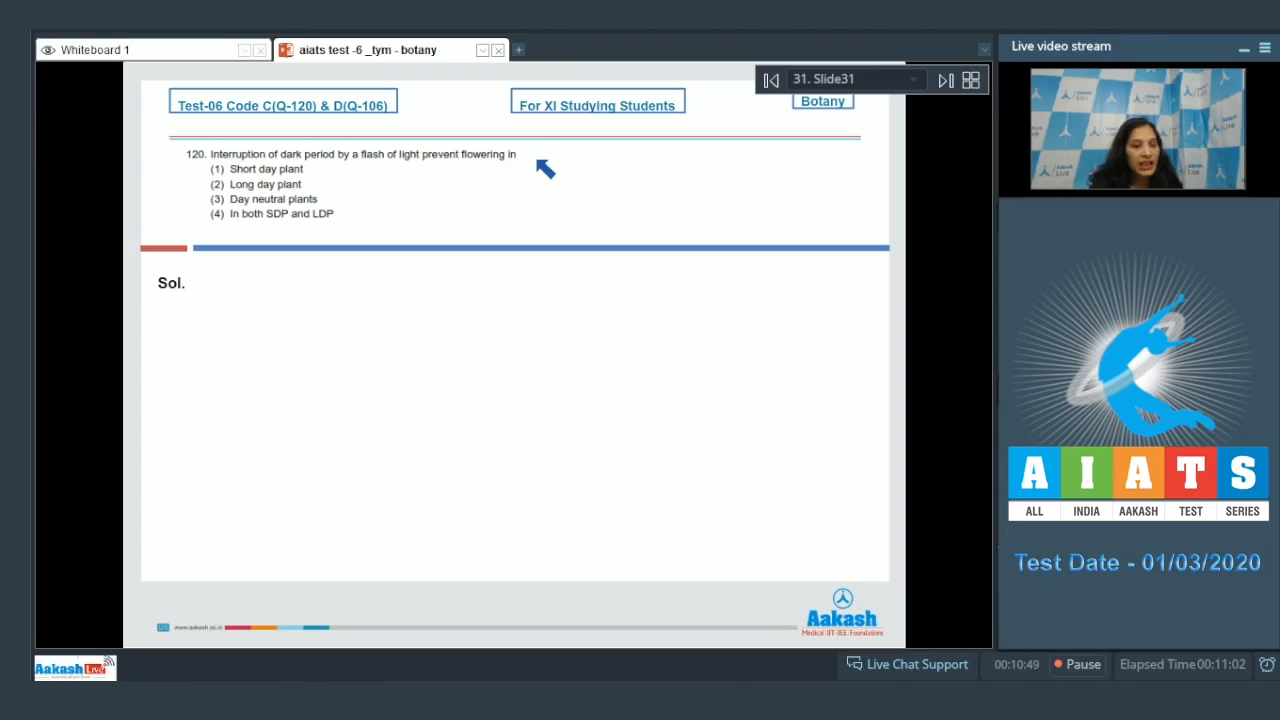 Whiteboard 1
aiats test -6 _tym - botany
Live video stream
31. Slide31
Test-06 Code C(Q-120) & D(Q-106)
For XI Studying Students
Botany
120. Interruption of dark period by a flash of light prevent flowering in
(1) Short day plant
(2) Long day plant
(3) Day neutral plants
(4) In both SDP and LDP
Sol.
A I A T S
ALL INDIA AAKASH TEST SERIES
Test Date - 01/03/2020
Aakash
Medical|IIT-JEE|Foundations
www.aakash.ac.in
Aakash Live
Live Chat Support
00:10:49
Pause
Elapsed Time 00:11:02